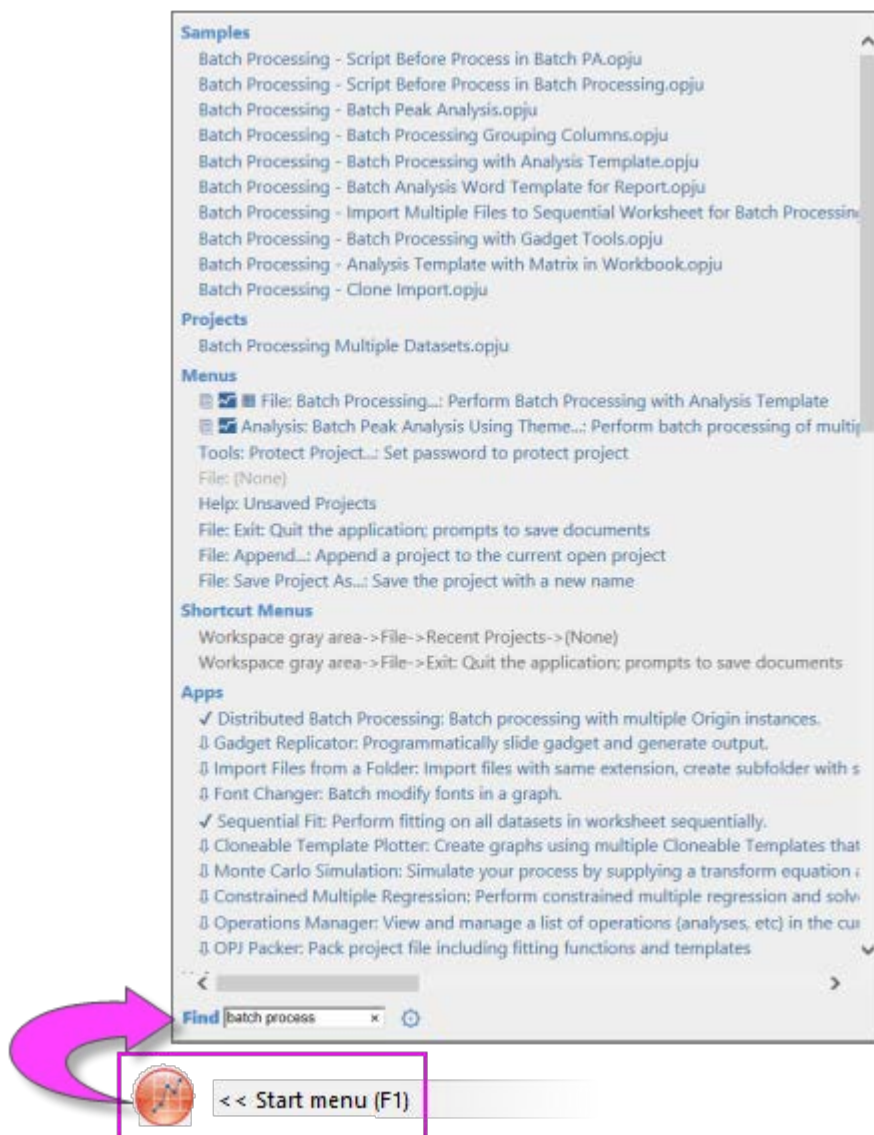 Samples
Batch Processing - Script Before Process in Batch PA.opju
Batch Processing - Script Before Process in Batch Processing.opju
Batch Processing - Batch Peak Analysis.opju
Batch Processing - Batch Processing Grouping Columns.opju
Batch Processing - Batch Processing with Analysis Template.opju
Batch Processing - Batch Analysis Word Template for Report.opju
Batch Processing - Import Multiple Files to Sequential Worksheet for Batch Processin
Batch Processing - Batch Processing with Gadget Tools.opju
Batch Processing - Analysis Template with Matrix in Workbook.opju
Batch Processing - Clone Import.opju
Projects
Batch Processing Multiple Datasets.opju
Menus
File: Batch Processing...: Perform Batch Processing with Analysis Template
Analysis: Batch Peak Analysis Using Theme...: Perform batch processing of multip
Tools: Protect Project...: Set password to protect project
File: (None)
Help: Unsaved Projects
File: Exit: Quit the application; prompts to save documents
File: Append...: Append a project to the current open project
File: Save Project As...: Save the project with a new name
Shortcut Menus
Workspace gray area->File->Recent Projects->(None)
Workspace gray area->File->Exit: Quit the application; prompts to save documents
Apps
Distributed Batch Processing: Batch processing with multiple Origin instances.
Gadget Replicator: Programmatically slide gadget and generate output.
Import Files from a Folder: Import files with same extension, create subfolder with s
Font Changer: Batch modify fonts in a graph.
Sequential Fit: Perform fitting on all datasets in worksheet sequentially.
Cloneable Template Plotter: Create graphs using multiple Cloneable Templates that
Monte Carlo Simulation: Simulate your process by supplying a transform equation
Constrained Multiple Regression: Perform constrained multiple regression and solv
Operations Manager: View and manage a list of operations (analyses, etc) in the cu
OPJ Packer: Pack project file including fitting functions and templates
Find batch process ×
<< Start menu (F1)